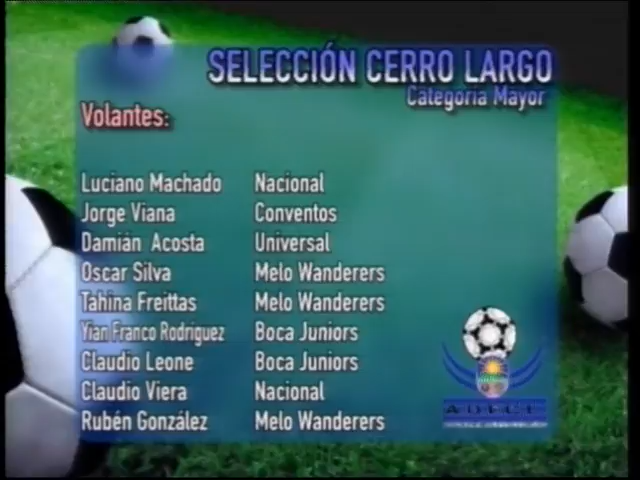 SELECCIÓN CERRO LARGO
Categoria Mayor
Volantes:
Luciano Machado Nacional
Jorge Viana Conventos
Damián Acosta Universal
Oscar Silva Melo Wanderers
Tahina Freittas Melo Wanderers
Yian Franco Rodriguez Boca Juniors
Claudio Leone Boca Juniors
Claudio Viera Nacional
Rubén González Melo Wanderers